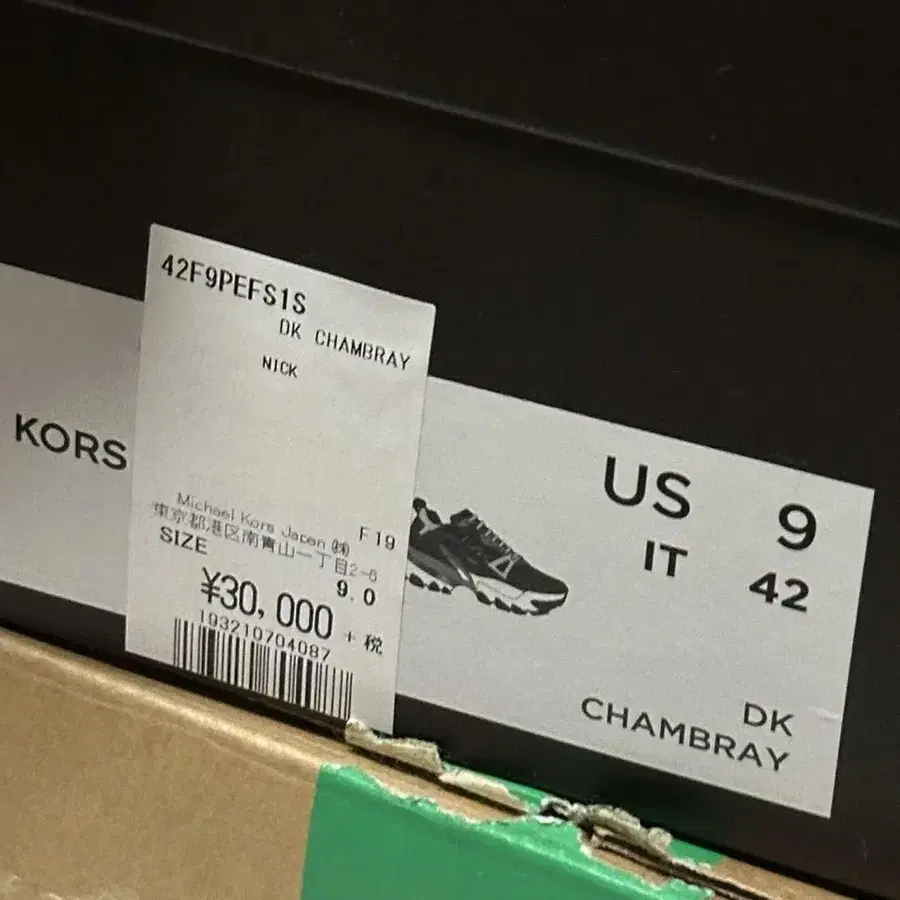 42F9PEFS1S
DK CHAMBRAY
NICK
KORS
Michael Kors Japan ㈱
F19
東京都港区南青山一丁目2-6
SIZE
9.0
¥30,000 + 税
193210704087
US 9
IT 42
DK
CHAMBRAY